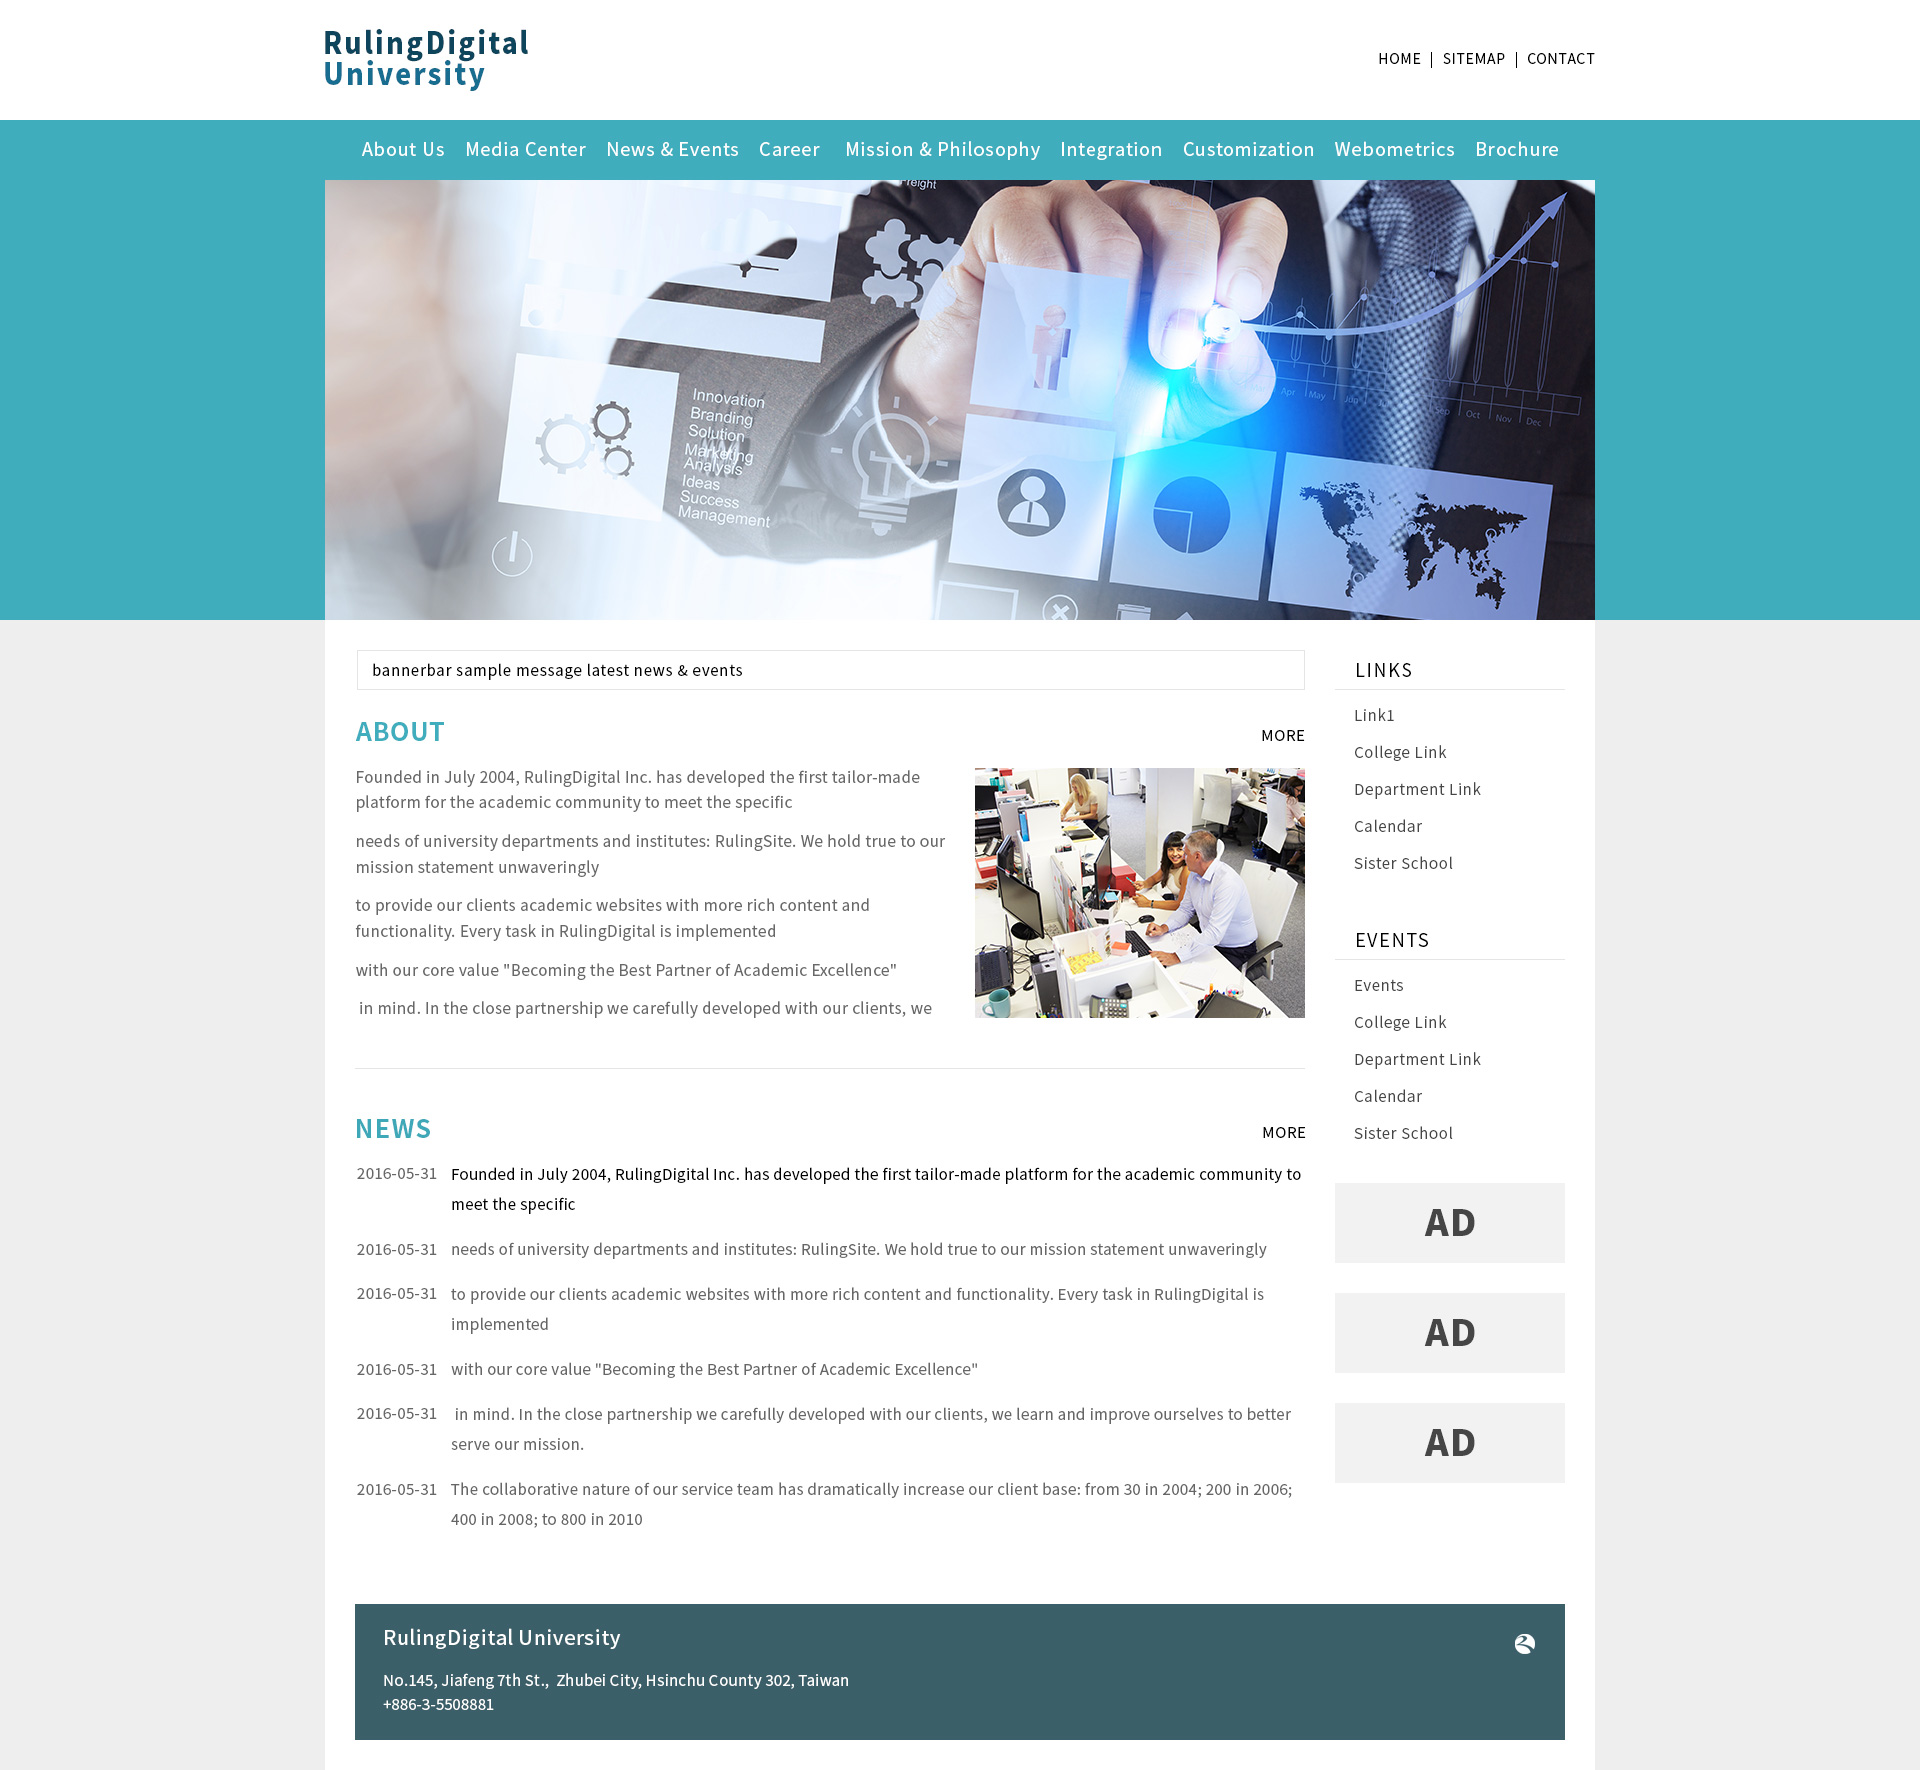 RulingDigital
University
HOME | SITEMAP | CONTACT
About Us Media Center News & Events Career Mission & Philosophy Integration Customization Webometrics Brochure
Freight
Innovation
Branding
Solution
Marketing
Analysis
Ideas
Success
Management
Apr May Jun Sep Oct Nov Dec
bannerbar sample message latest news & events
ABOUT
MORE
Founded in July 2004, RulingDigital Inc. has developed the first tailor-made
platform for the academic community to meet the specific
needs of university departments and institutes: RulingSite. We hold true to our
mission statement unwaveringly
to provide our clients academic websites with more rich content and
functionality. Every task in RulingDigital is implemented
with our core value "Becoming the Best Partner of Academic Excellence"
in mind. In the close partnership we carefully developed with our clients, we
NEWS
MORE
2016-05-31 Founded in July 2004, RulingDigital Inc. has developed the first tailor-made platform for the academic community to
meet the specific
2016-05-31 needs of university departments and institutes: RulingSite. We hold true to our mission statement unwaveringly
2016-05-31 to provide our clients academic websites with more rich content and functionality. Every task in RulingDigital is
implemented
2016-05-31 with our core value "Becoming the Best Partner of Academic Excellence"
2016-05-31 in mind. In the close partnership we carefully developed with our clients, we learn and improve ourselves to better
serve our mission.
2016-05-31 The collaborative nature of our service team has dramatically increase our client base: from 30 in 2004; 200 in 2006;
400 in 2008; to 800 in 2010
LINKS
Link1
College Link
Department Link
Calendar
Sister School
EVENTS
Events
College Link
Department Link
Calendar
Sister School
AD
AD
AD
RulingDigital University
No.145, Jiafeng 7th St., Zhubei City, Hsinchu County 302, Taiwan
+886-3-5508881